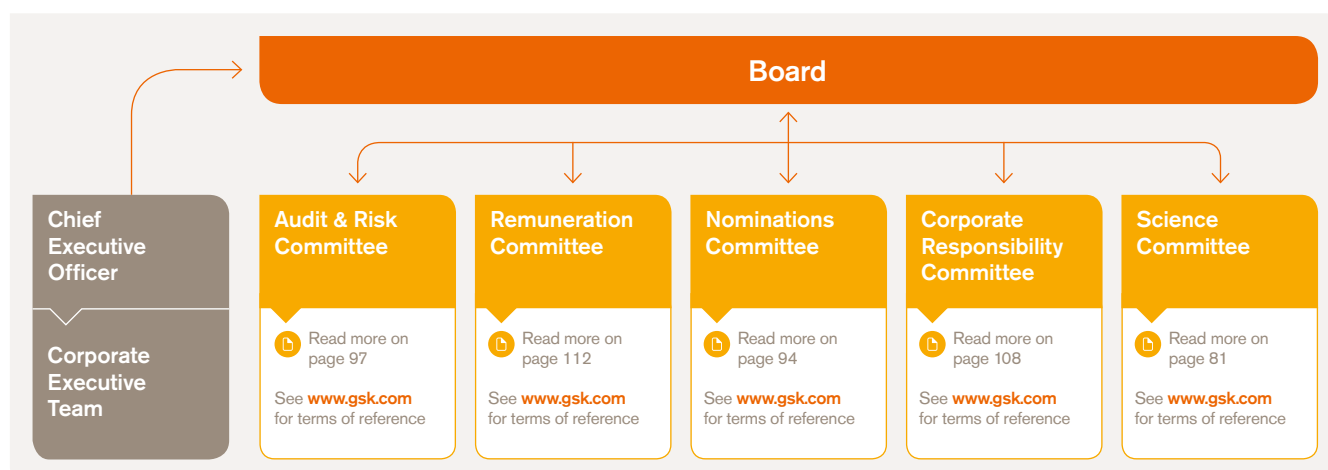 Board
Chief
Executive
Officer
Corporate
Executive
Team
Audit & Risk
Committee
Read more on
page 97
See www.gsk.com
for terms of reference
Remuneration
Committee
Read more on
page 112
See www.gsk.com
for terms of reference
Nominations
Committee
Read more on
page 94
See www.gsk.com
for terms of reference
Corporate
Responsibility
Committee
Read more on
page 108
See www.gsk.com
for terms of reference
Science
Committee
Read more on
page 81
See www.gsk.com
for terms of reference